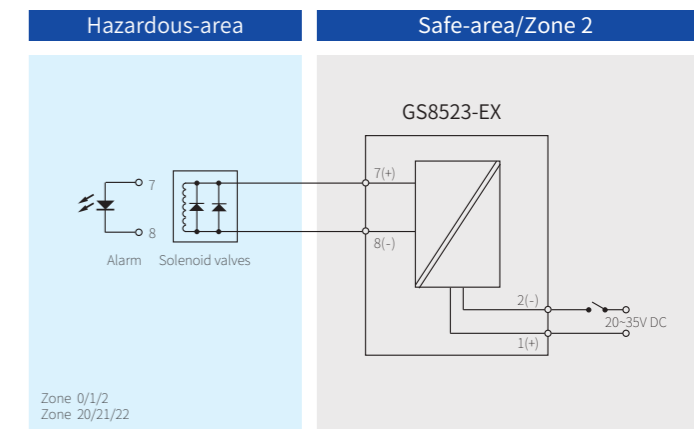 Hazardous-area
Safe-area/Zone 2
GS8523-EX
7
8
Alarm
Solenoid valves
7(+)
8(-)
2(-)
1(+)
20~35V DC
Zone 0/1/2
Zone 20/21/22